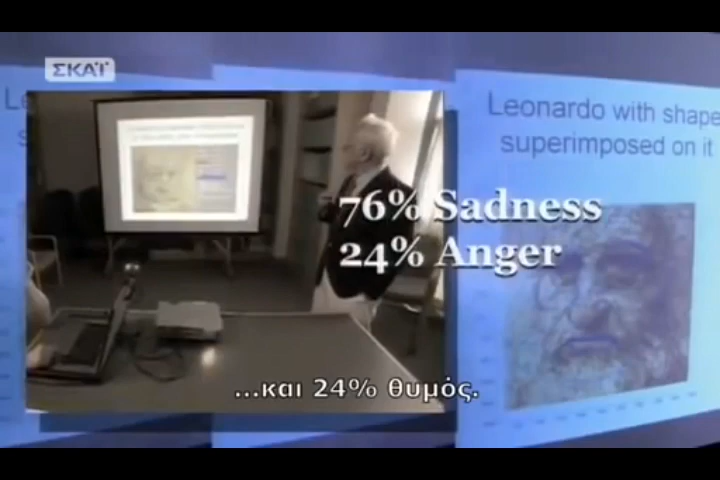 ΣΚΑΪ
Leonardo with shape
superimposed on it
76% Sadness
24% Anger
...και 24% θυμός.